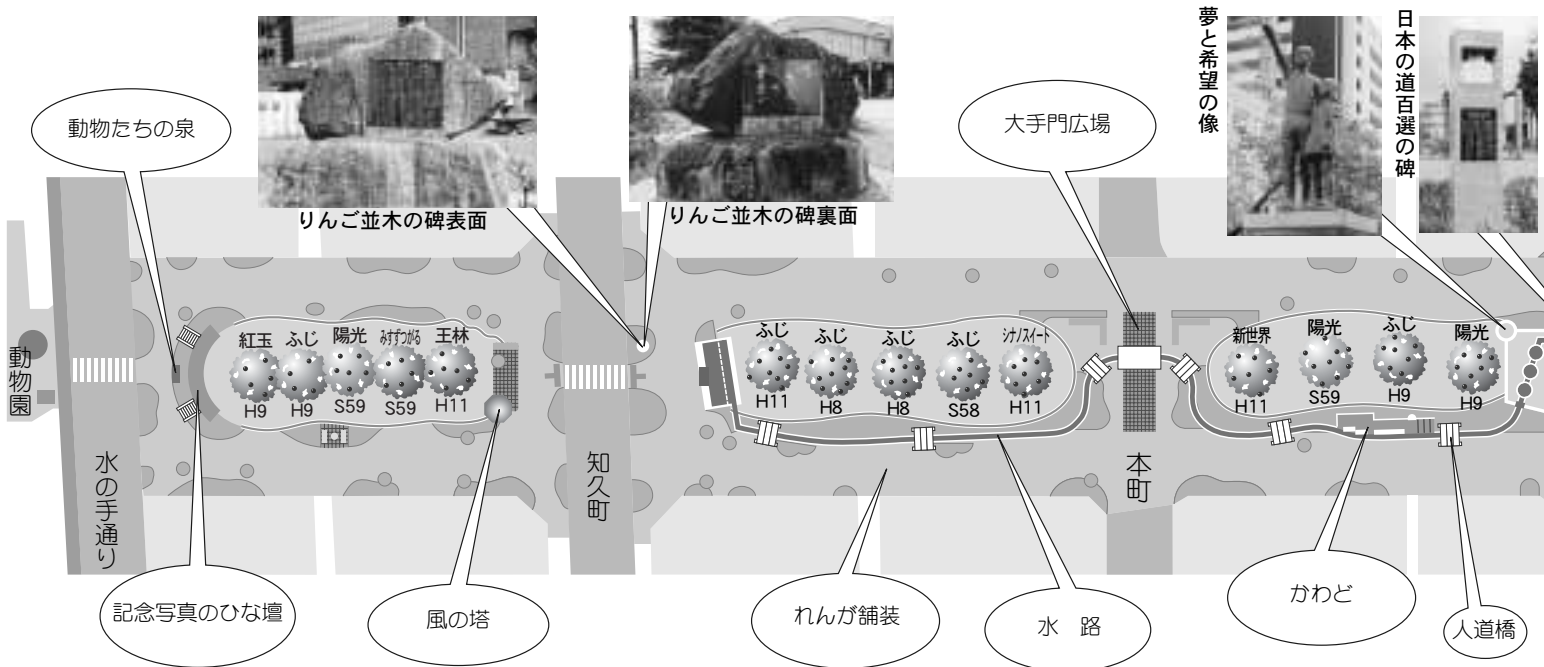 夢と希望の像
日本の道百選の碑
動物たちの泉
大手門広場
りんご並木の碑表面
りんご並木の碑裏面
紅玉
ふじ
陽光
みすずつがる
王林
H9
H9
S59
S59
H11
ふじ
ふじ
ふじ
ふじ
シナノスイート
H11
H8
H8
S58
H11
新世界
陽光
ふじ
陽光
H11
S59
H9
H9
動物園
水の手通り
知久町
本町
記念写真のひな壇
風の塔
れんが舗装
水 路
かわど
人道橋